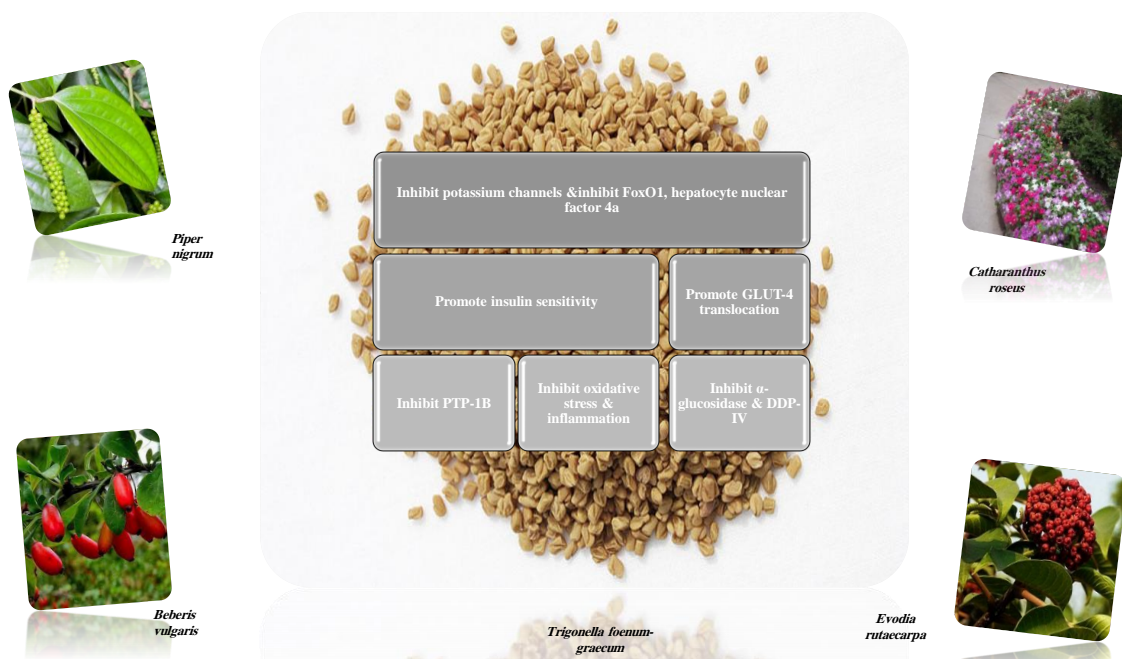 Inhibit potassium channels &inhibit FoxO1, hepatocyte nuclear
factor 4a
Promote insulin sensitivity
Promote GLUT-4
translocation
Inhibit PTP-1B
Inhibit oxidative
stress &
inflammation
Inhibit α-
glucosidase & DDP-
IV
Piper
nigrum
Catharanthus
roseus
Beberis
vulgaris
Trigonella foenum-
graecum
Evodia
rutaecarpa